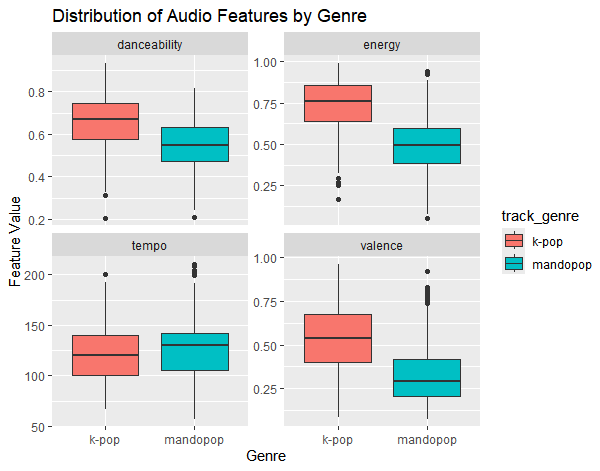 Distribution of Audio Features by Genre
danceability
energy
0.8
0.6
0.4
0.2
1.00
0.75
0.50
0.25
tempo
valence
200
150
100
50
1.00
0.75
0.50
0.25
k-pop
mandopop
k-pop
mandopop
Feature Value
Genre
track_genre
k-pop
mandopop